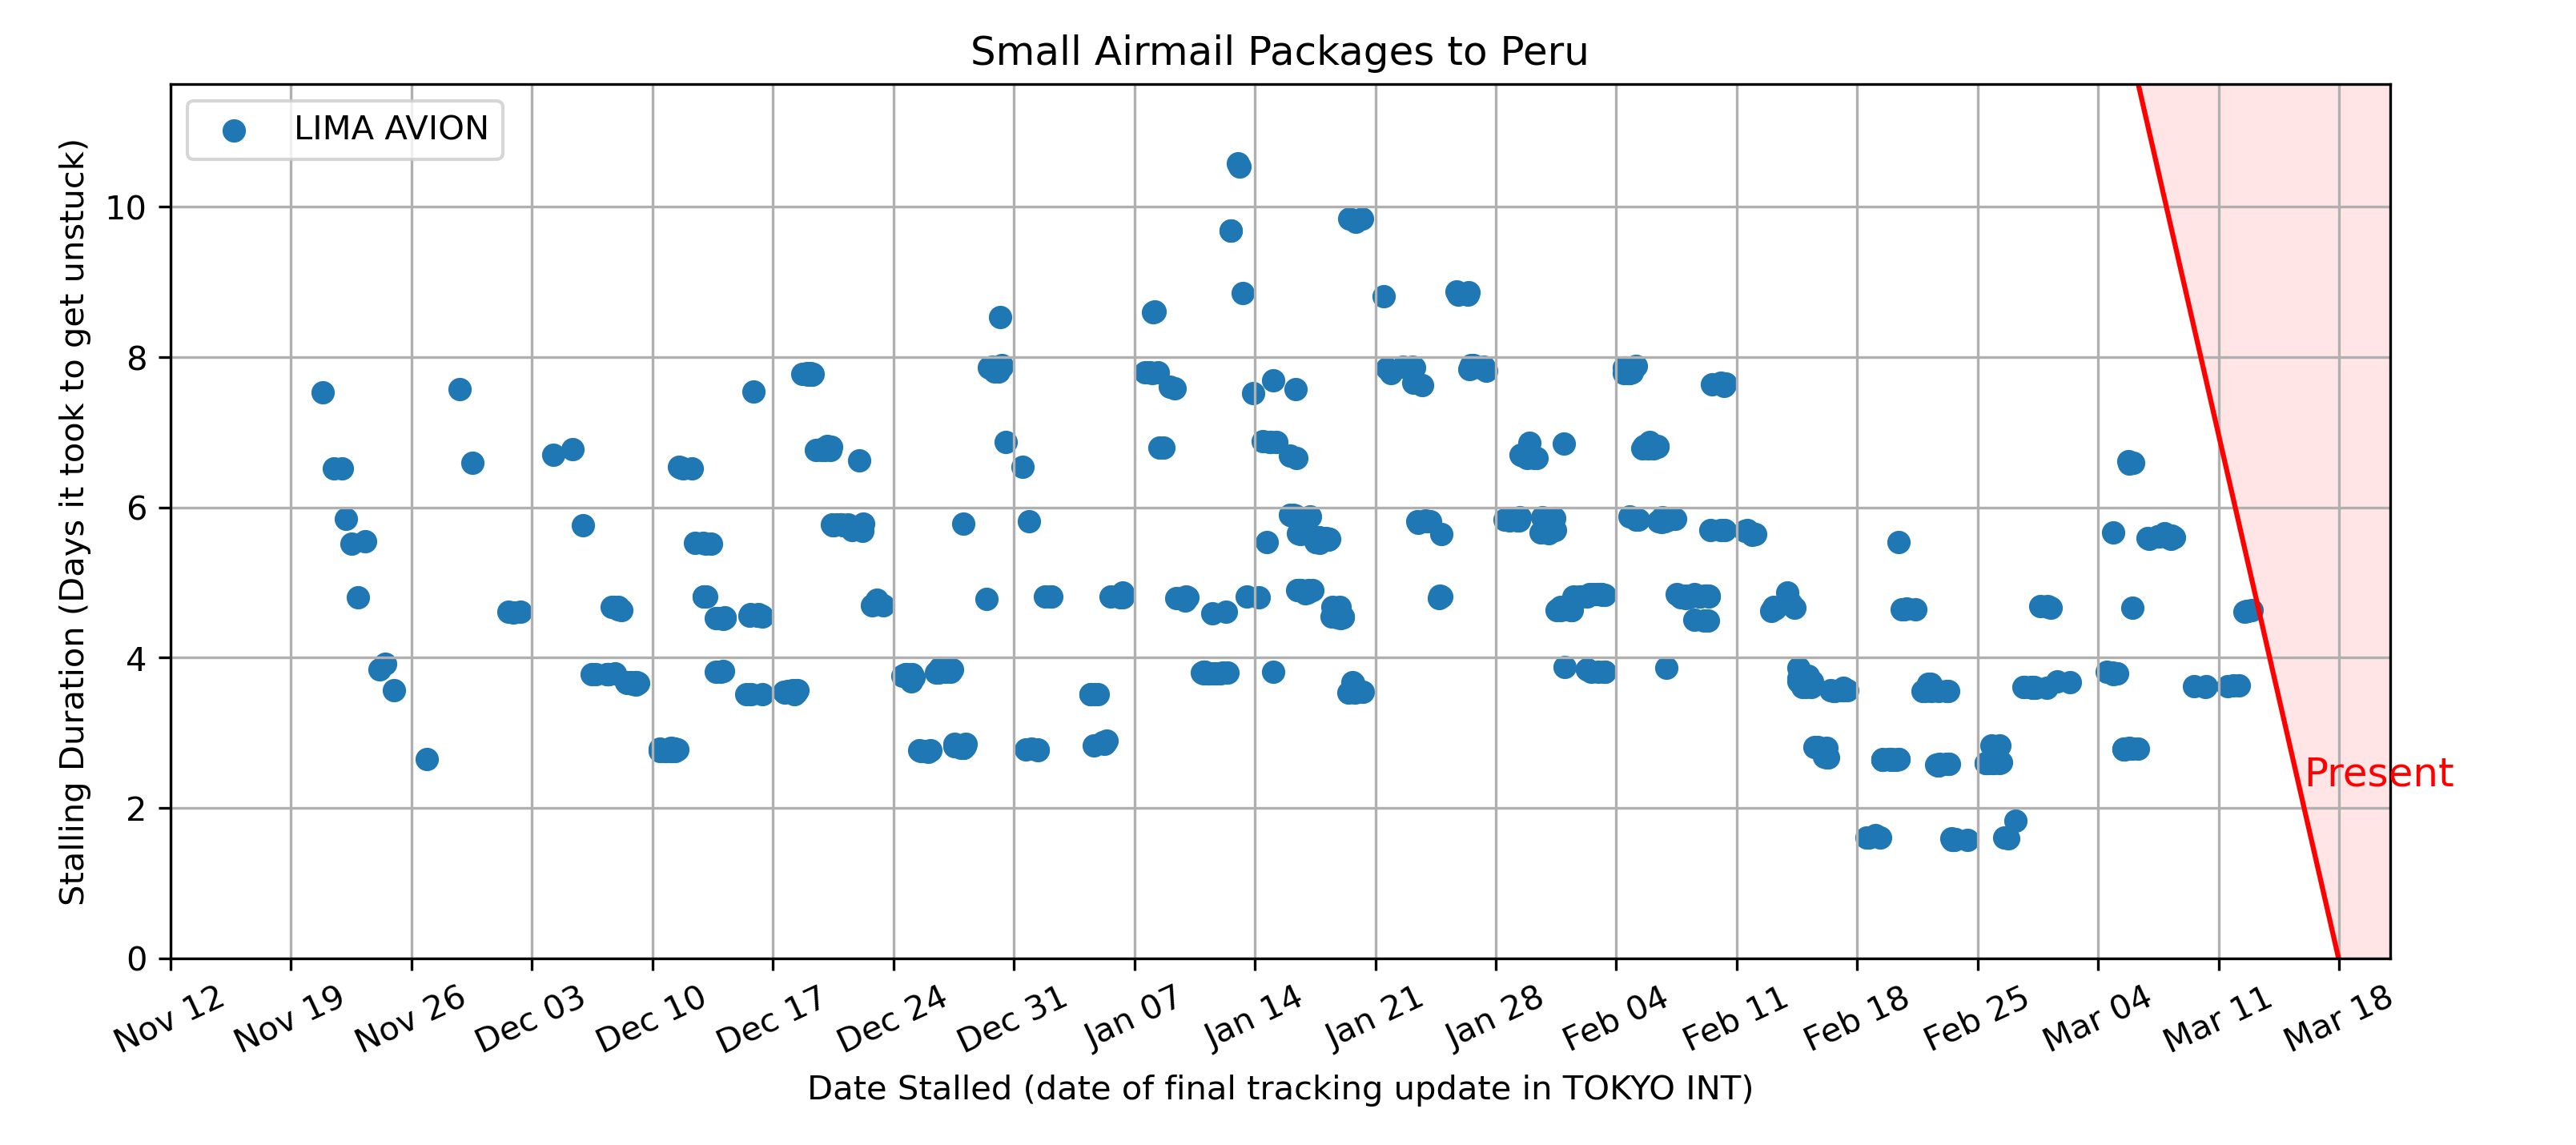 Small Airmail Packages to Peru
LIMA AVION
Stalling Duration (Days it took to get unstuck)
10
8
6
4
2
0
Present
Nov 12
Nov 19
Nov 26
Dec 03
Dec 10
Dec 17
Dec 24
Dec 31
Jan 07
Jan 14
Jan 21
Jan 28
Feb 04
Feb 11
Feb 18
Feb 25
Mar 04
Mar 11
Mar 18
Date Stalled (date of final tracking update in TOKYO INT)